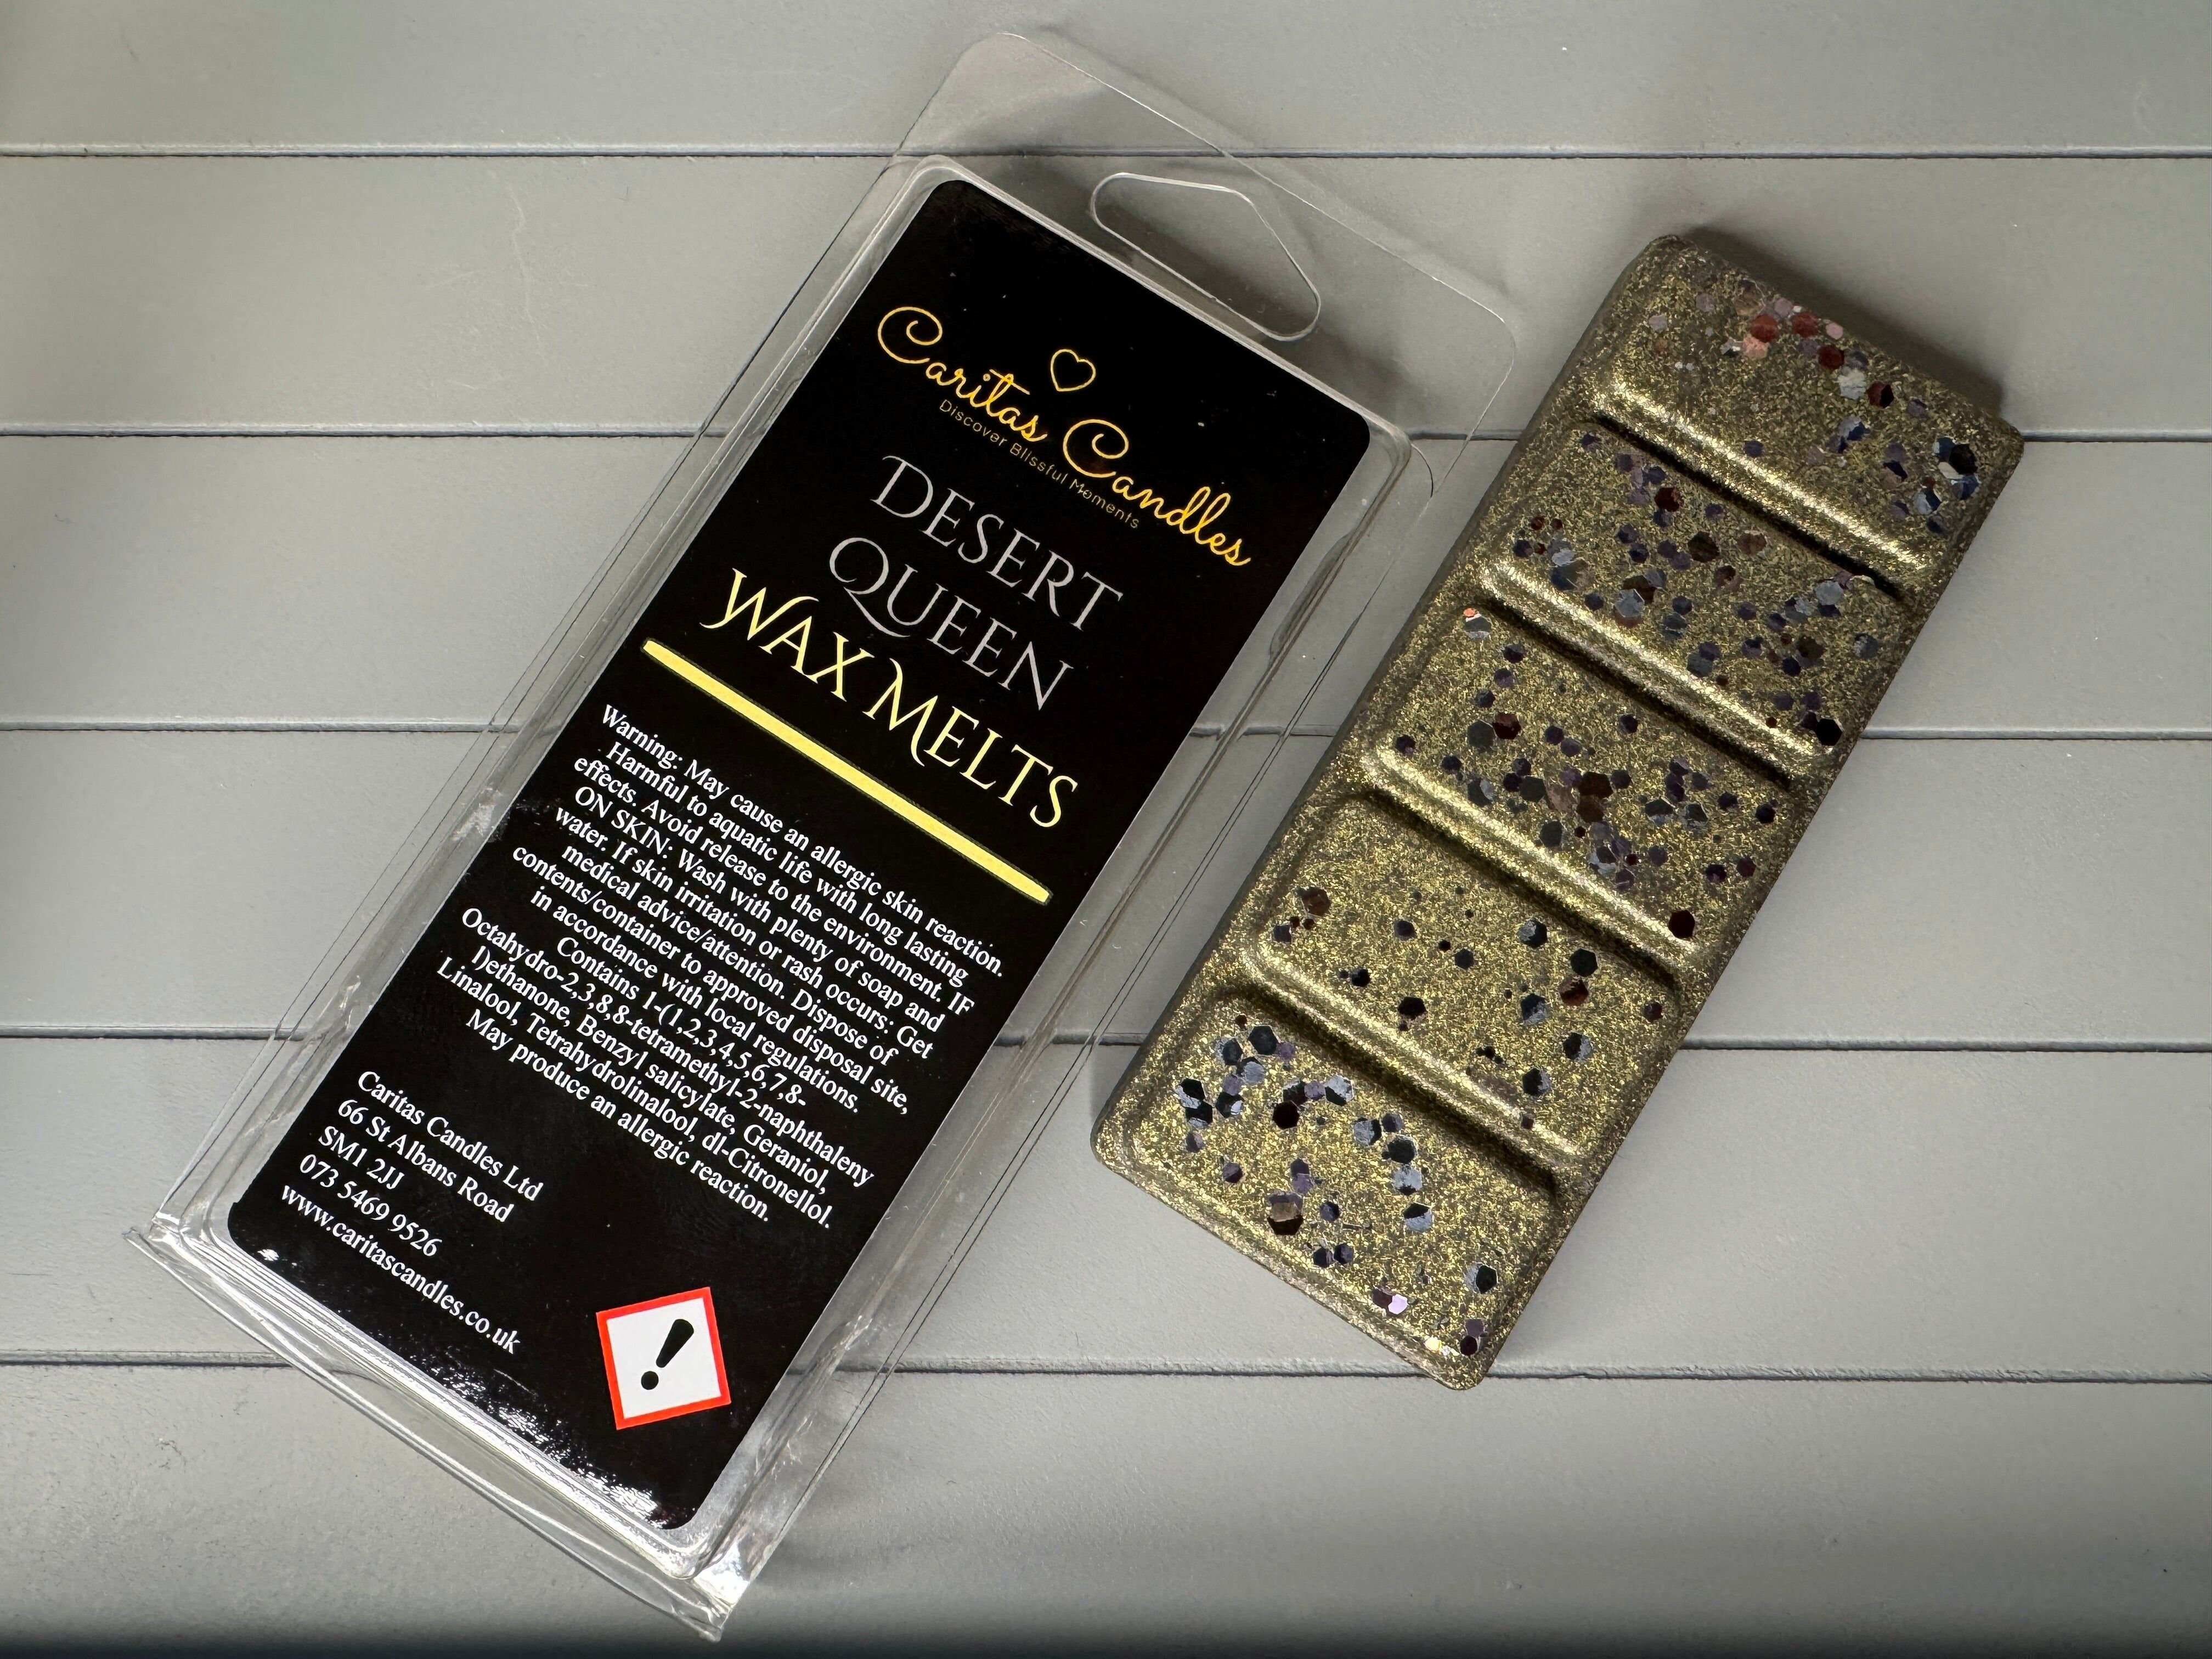 Caritas Candles
Discover Blissful Moments
DESERT
QUEEN
WAX MELTS
Warning: May cause an allergic skin reaction.
Harmful to aquatic life with long lasting
effects. Avoid release to the environment. IF
ON SKIN: Wash with plenty of soap and
water. If skin irritation or rash occurs: Get
medical advice/attention. Dispose of
contents/container to approved disposal site,
in accordance with local regulations.
Contains 1-(1,2,3,4,5,6,7,8-
Octahydro-2,3,8,8-tetramethyl-2-naphthaleny
l)ethanone, Benzyl salicylate, Geraniol,
Linalool, Tetrahydrolinalool, dl-Citronellol.
May produce an allergic reaction.
Caritas Candles Ltd
66 St Albans Road
SM1 2JJ
073 5469 9526
www.caritascandles.co.uk